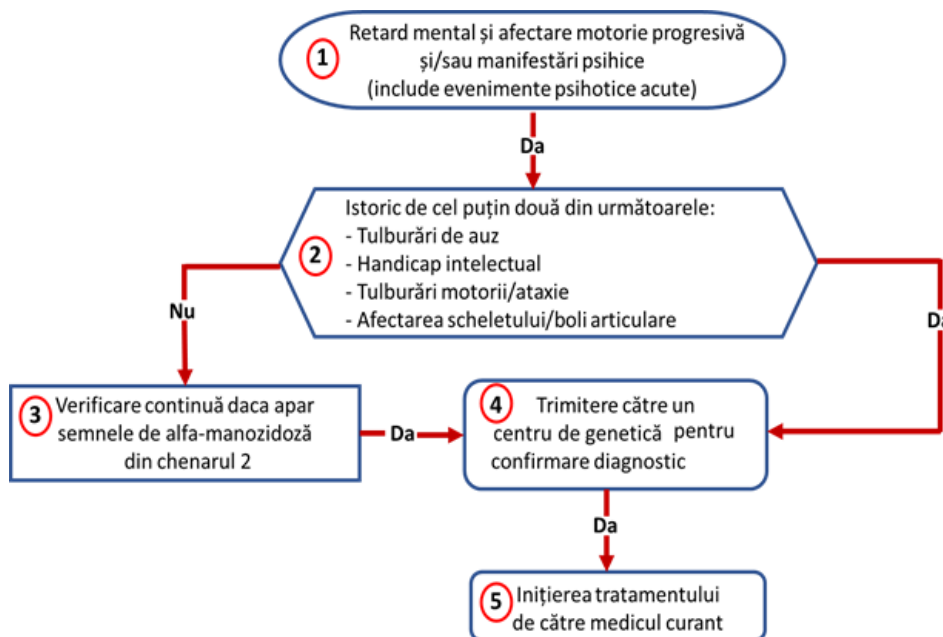 1
Retard mental și afectare motorie progresivă
și/sau manifestări psihice
(include evenimente psihotice acute)
Da
2
Istoric de cel puțin două din următoarele:
- Tulburări de auz
- Handicap intelectual
- Tulburări motorii/ataxie
- Afectarea scheletului/boli articulare
Nu
Da
3
Verificare continuă daca apar
semnele de alfa-manozidoză
din chenarul 2
Da
4
Trimitere către un
centru de genetică pentru
confirmare diagnostic
Da
5
Inițierea tratamentului
de către medicul curant